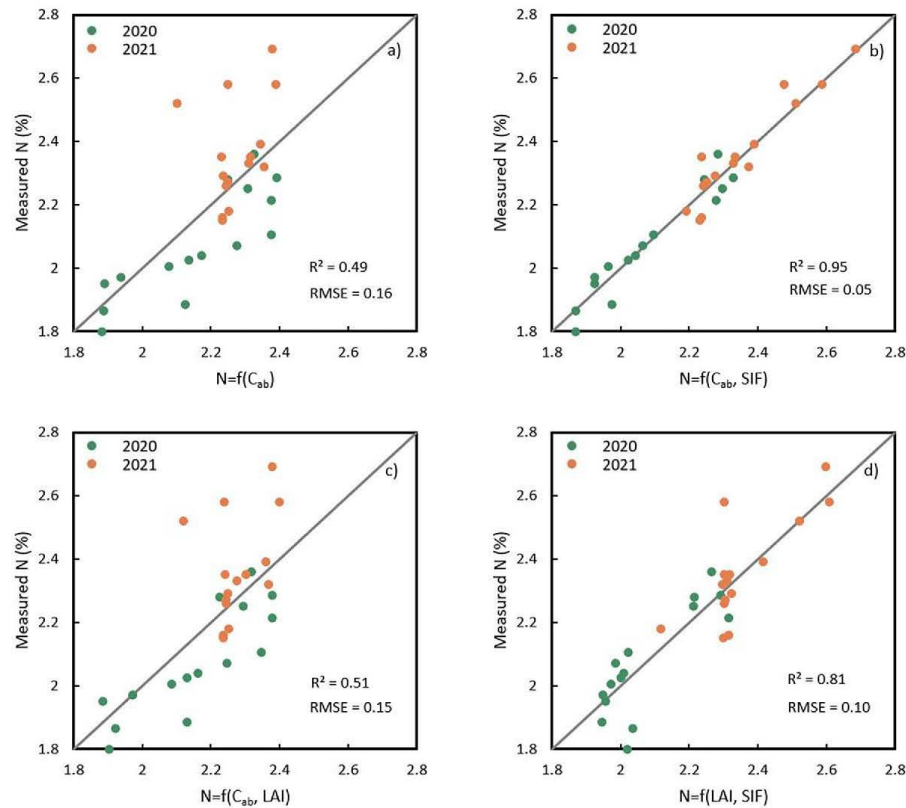 2.8
2020
2021
a)
2.6
2.4
2.2
2
1.8
Measured N (%)
R² = 0.49
RMSE = 0.16
1.8 2 2.2 2.4 2.6 2.8
N=f(Cab)
2.8
2020
2021
b)
2.6
2.4
2.2
2
1.8
Measured N (%)
R² = 0.95
RMSE = 0.05
1.8 2 2.2 2.4 2.6 2.8
N=f(Cab, SIF)
2.8
2020
2021
c)
2.6
2.4
2.2
2
1.8
Measured N (%)
R² = 0.51
RMSE = 0.15
1.8 2 2.2 2.4 2.6 2.8
N=f(Cab, LAI)
2.8
2020
2021
d)
2.6
2.4
2.2
2
1.8
Measured N (%)
R² = 0.81
RMSE = 0.10
1.8 2 2.2 2.4 2.6 2.8
N=f(LAI, SIF)